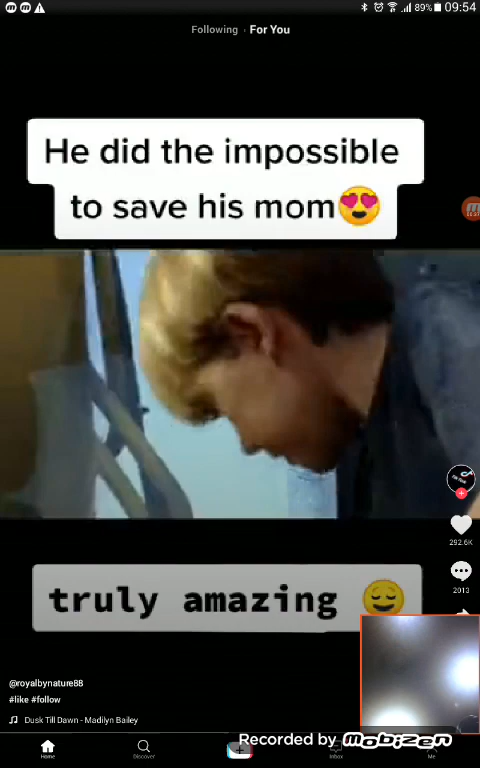 89% 09:54
Following · For You
He did the impossible
to save his mom😍
292.6K
2013
truly amazing 😌
@royalbynature88
#like #follow
Dusk Till Dawn - Madilyn Bailey
Recorded by mobizen
Home
Discover
Inbox
Me